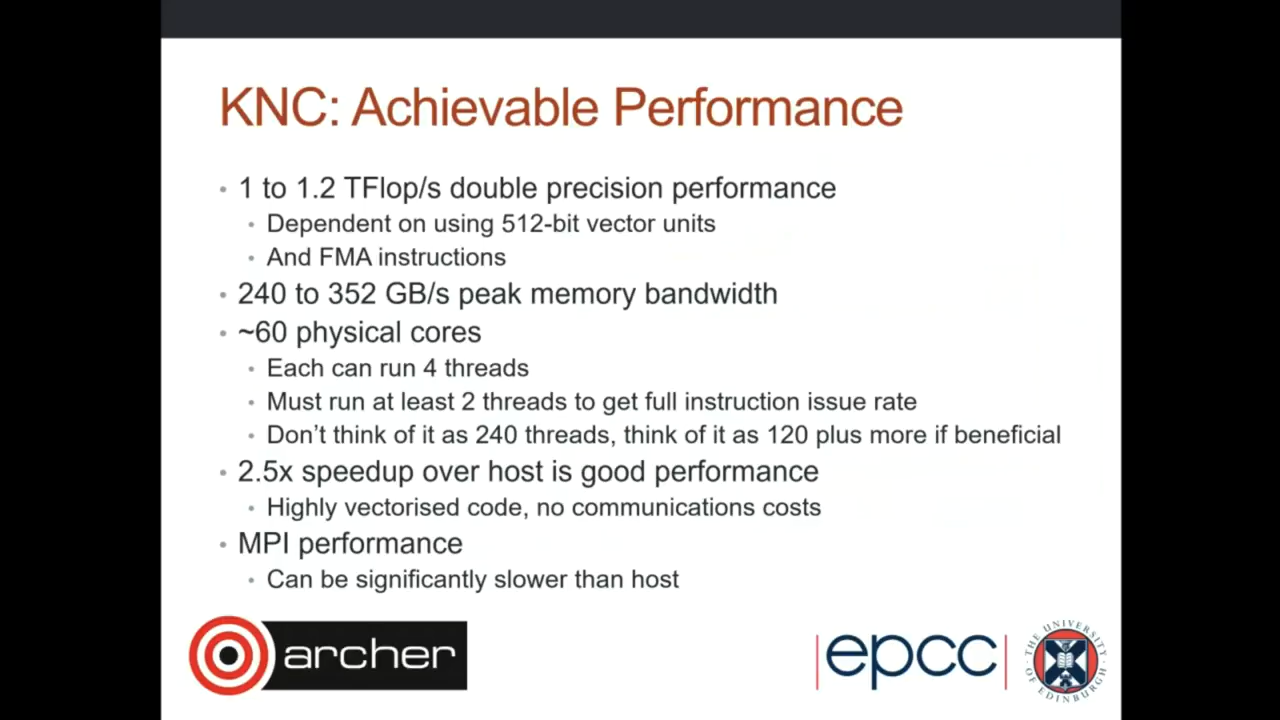 KNC: Achievable Performance
• 1 to 1.2 TFlop/s double precision performance
• Dependent on using 512-bit vector units
• And FMA instructions
• 240 to 352 GB/s peak memory bandwidth
• ~60 physical cores
• Each can run 4 threads
• Must run at least 2 threads to get full instruction issue rate
• Don't think of it as 240 threads, think of it as 120 plus more if beneficial
• 2.5x speedup over host is good performance
• Highly vectorised code, no communications costs
• MPI performance
• Can be significantly slower than host
archer
epcc
THE UNIVERSITY OF EDINBURGH